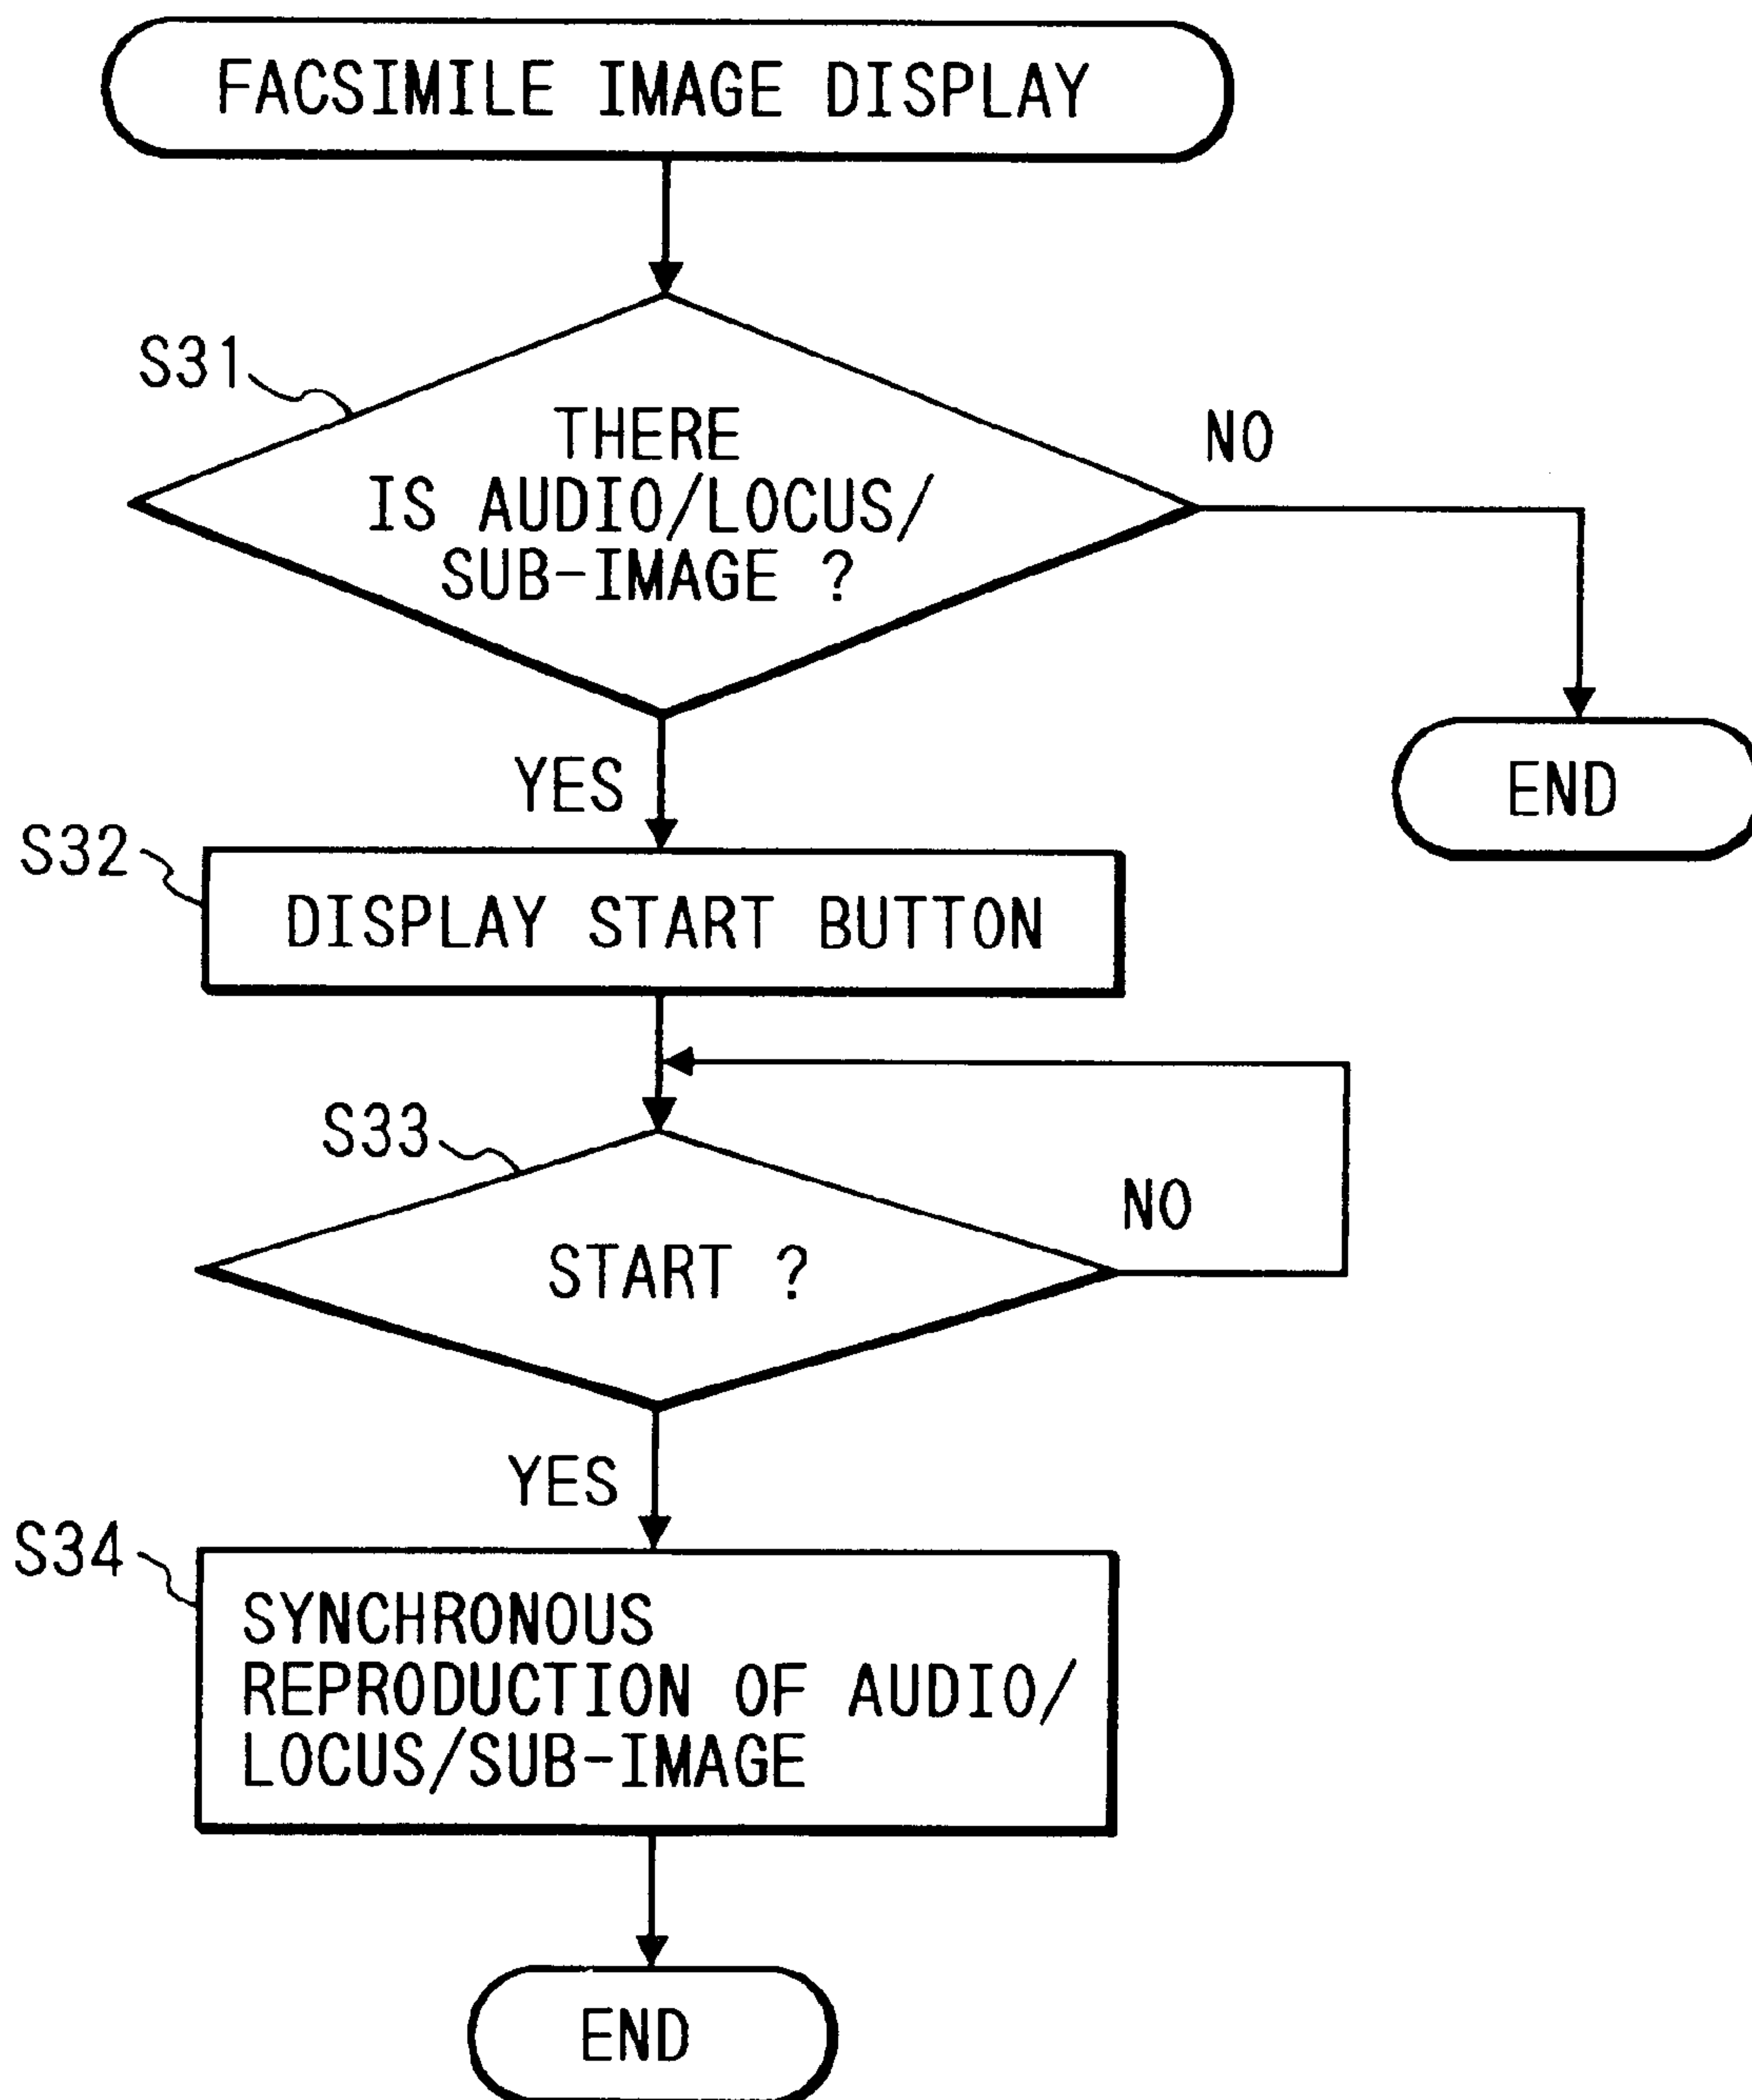 FACSIMILE IMAGE DISPLAY
S31
THERE
IS AUDIO/LOCUS/
SUB-IMAGE ?
NO
YES
END
S32
DISPLAY START BUTTON
S33
START ?
NO
YES
S34
SYNCHRONOUS
REPRODUCTION OF AUDIO/
LOCUS/SUB-IMAGE
END